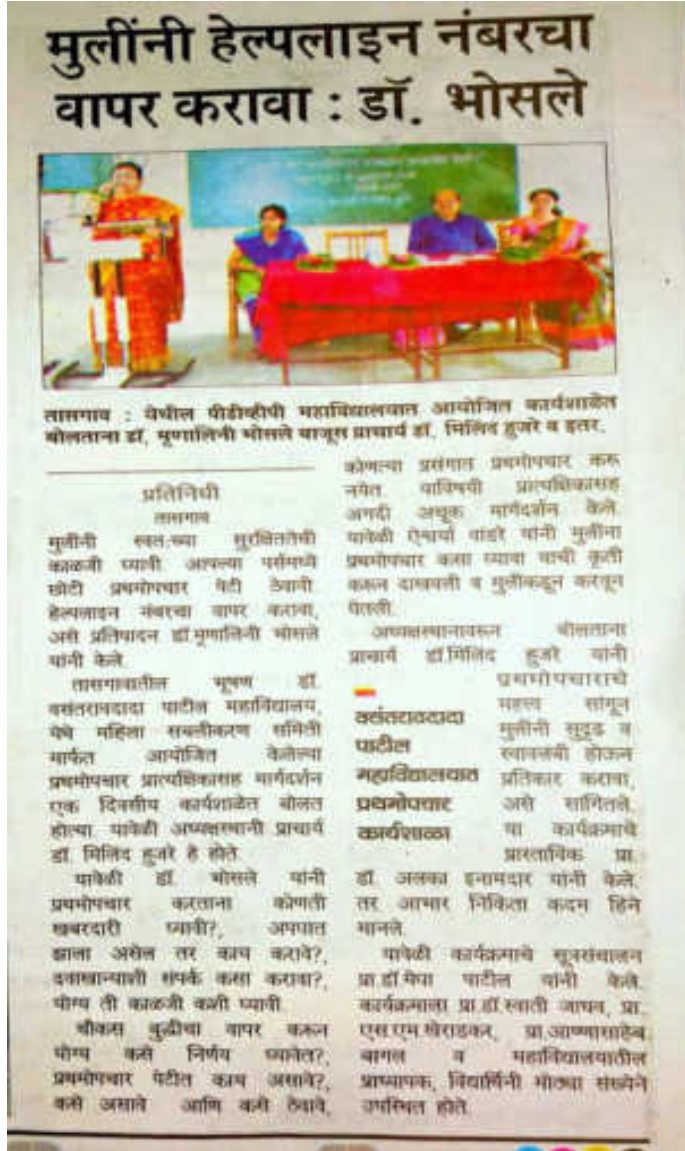 मुलींनी हेल्पलाइन नंबरचा
वापर करावा : डॉ. भोसले
तासगाव : येथील पीडीव्हीपी महाविद्यालयात आयोजित कार्यशाळेत
बोलताना डॉ. मृणालिनी भोसले बाजूस प्राचार्य डॉ. मिलिंद हुजरे व इतर.
प्रतिनिधी
तासगाव
मुलींनी स्वत:च्या सुरक्षिततेची
काळजी घ्यावी आपल्या पर्समध्ये
छोटी प्रथमोपचार पेटी ठेवावी.
हेल्पलाइन नंबरचा वापर करावा,
असे प्रतिपादन डॉ.मृणालिनी भोसले
यांनी केले.
तासगावातील भूषण डॉ.
वसंतरावदादा पाटील महाविद्यालय,
येथे महिला सबलीकरण समिती
मार्फत आयोजित केलेल्या
प्रथमोपचार प्रात्यक्षिकासह मार्गदर्शन
एक दिवसीय कार्यशाळेत बोलत
होत्या यावेळी अध्यक्षस्थानी प्राचार्य
डॉ. मिलिंद हुजरे हे होते.
यावेळी डॉ. भोसले यांनी
प्रथमोपचार करताना कोणती
खबरदारी घ्यावी?, अपघात
झाला असेल तर काय करावे?,
दवाखान्याशी संपर्क कसा करावा?,
योग्य ती काळजी कशी घ्यावी.
चौकस बुद्धीचा वापर करून
योग्य कसे निर्णय घ्यावेत?,
प्रथमोपचार पेटीत काय असावे?,
कसे असावे आणि कसे ठेवावे,
कोणत्या प्रसंगात प्रथमोपचार करू
नयेत याविषयी प्रात्यक्षिकासह
अगदी अचूक मार्गदर्शन केले.
यावेळी ऐश्वर्या पांढरे यांनी मुलींना
प्रथमोपचार कसा घ्यावा याची कृती
करून दाखवली व मुलींकडून करवून
घेतली.
अध्यक्षस्थानावरून बोलताना
प्राचार्य डॉ.मिलिंद हुजरे यांनी
प्रथमोपचाराचे
महत्त्व सांगून
मुलींनी सुदृढ व
स्वावलंबी होऊन
प्रतिकार करावा,
असे सांगितले.
या कार्यक्रमाचे
प्रास्ताविक प्रा.
वसंतरावदादा
पाटील
महाविद्यालयात
प्रथमोपचार
कार्यशाळा
डॉ. अलका इनामदार यांनी केले.
तर आभार निकिता कदम हिने
मानले.
यावेळी कार्यक्रमाचे सूत्रसंचालन
प्रा.डॉ.मेघा पाटील यांनी केले.
कार्यक्रमाला प्रा.डॉ.स्वाती जाधव, प्रा.
एस.एम.खेराडकर, प्रा.आण्णासाहेब
बागल व महाविद्यालयातील
प्राध्यापक, विद्यार्थिनी मोठ्या संख्येने
उपस्थित होते.